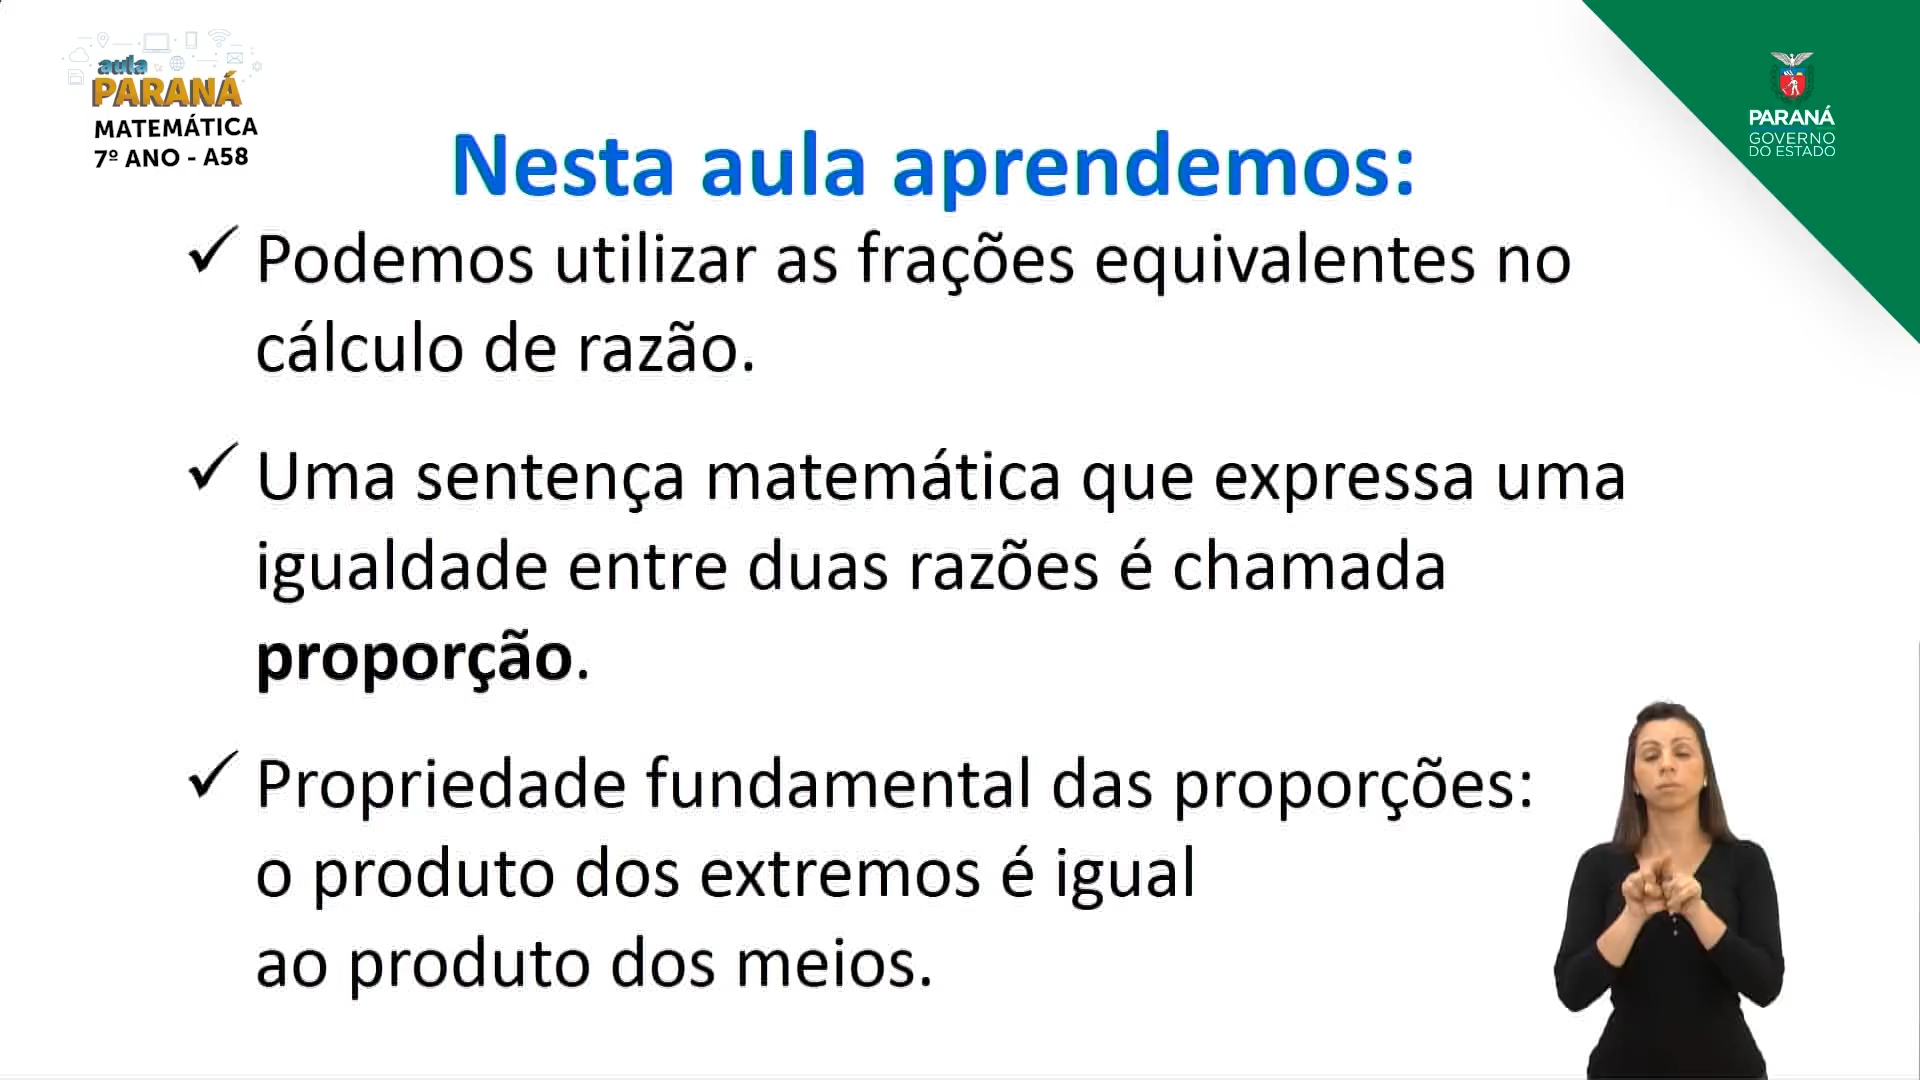 aula
PARANÁ
MATEMÁTICA
7º ANO - A58
PARANÁ
GOVERNO
DO ESTADO
Nesta aula aprendemos:
✓ Podemos utilizar as frações equivalentes no
cálculo de razão.
✓ Uma sentença matemática que expressa uma
igualdade entre duas razões é chamada
proporção.
✓ Propriedade fundamental das proporções:
o produto dos extremos é igual
ao produto dos meios.